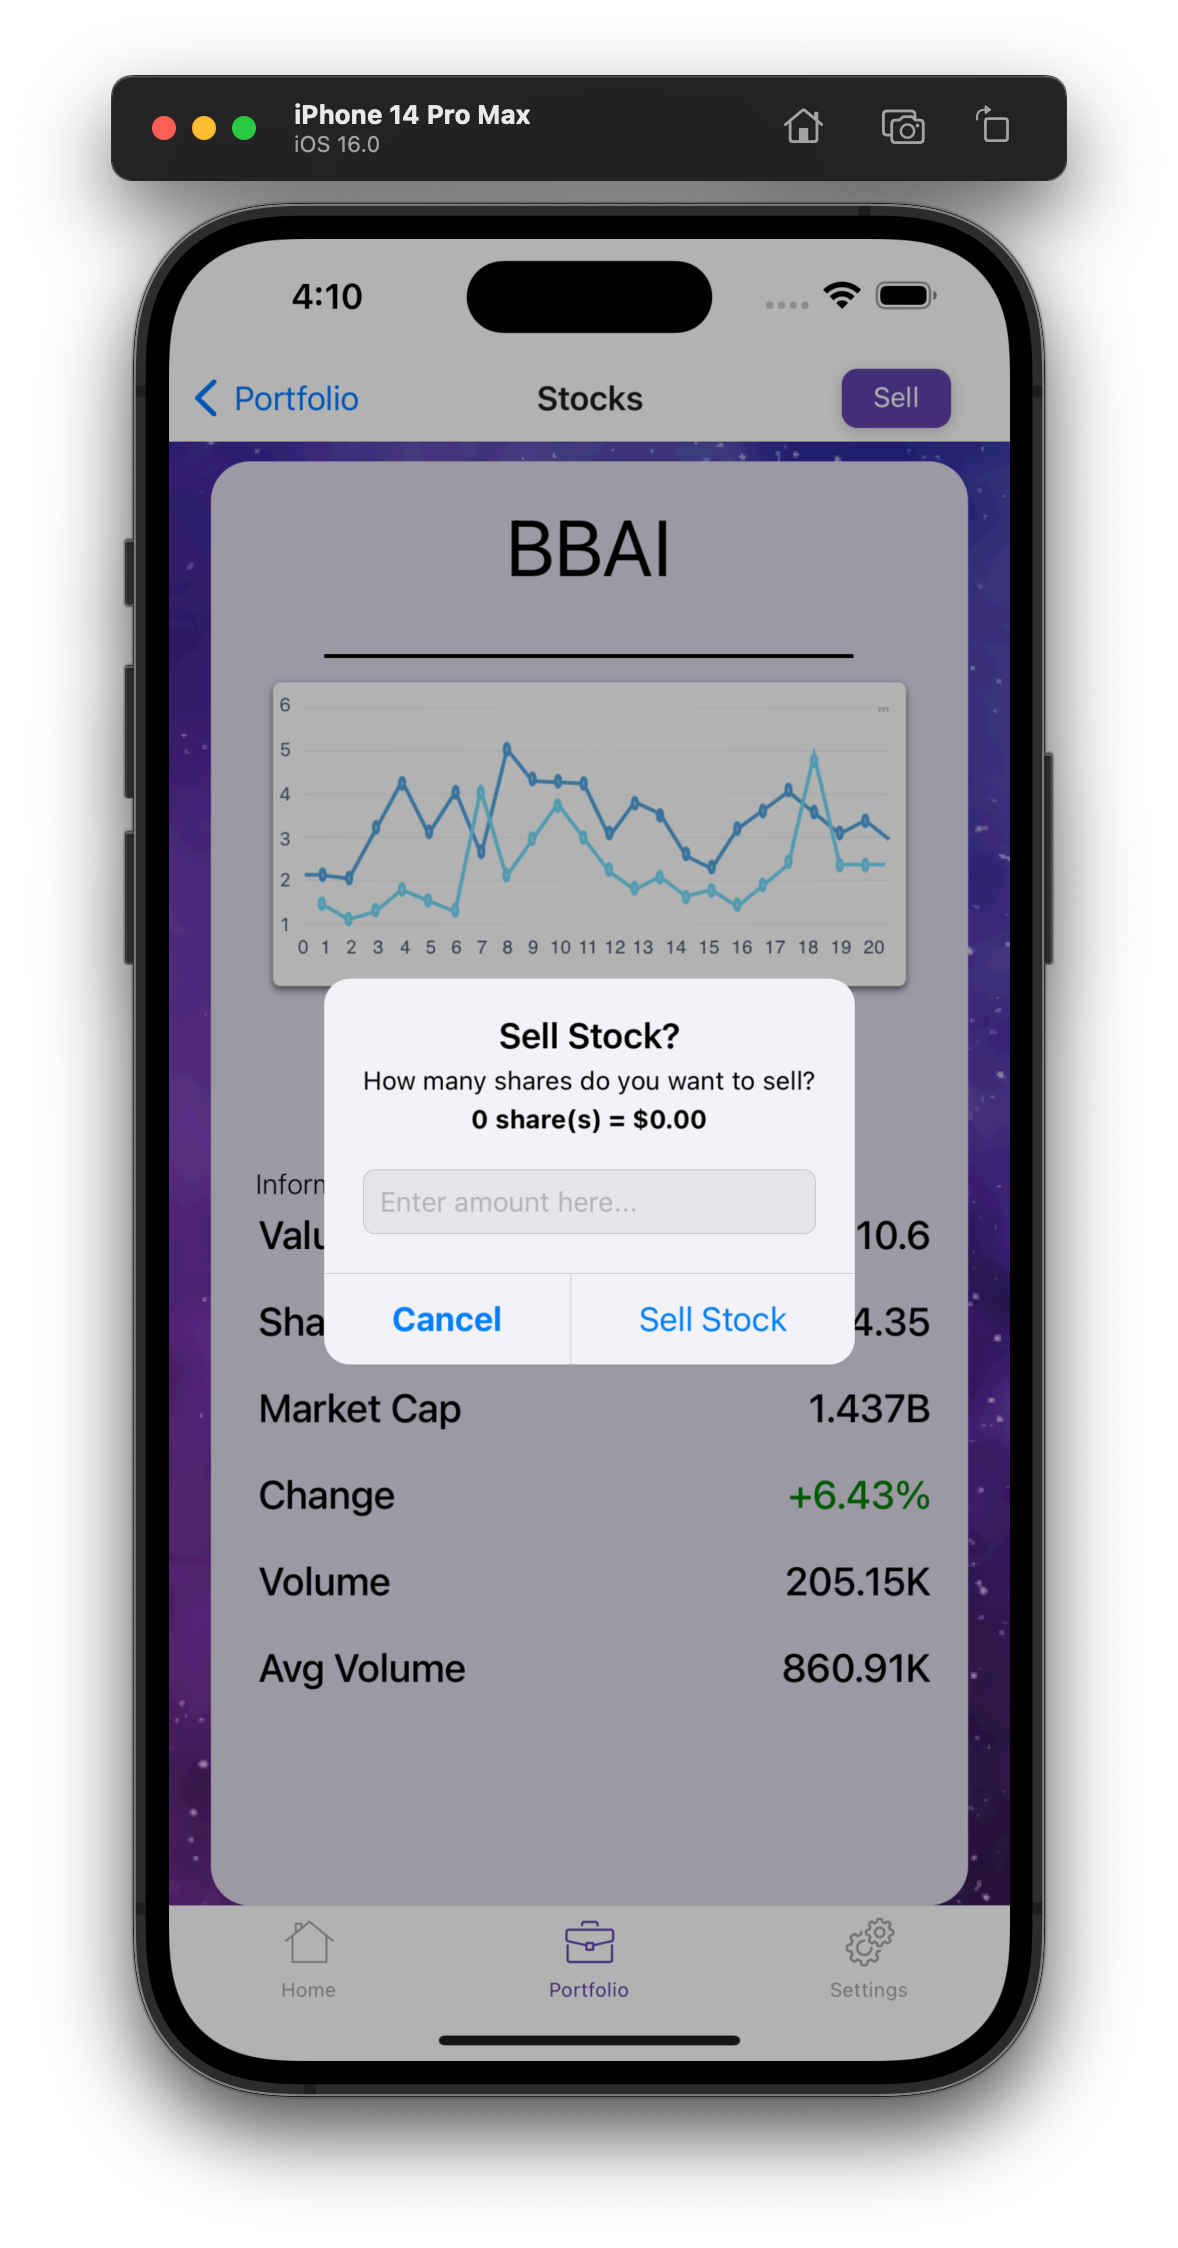 iPhone 14 Pro Max
iOS 16.0
4:10
Portfolio Stocks Sell
BBAI
6
5
4
3
2
1
0 1 2 3 4 5 6 7 8 9 10 11 12 13 14 15 16 17 18 19 20
Sell Stock?
How many shares do you want to sell?
0 share(s) = $0.00
Enter amount here...
Cancel Sell Stock
10.6
4.35
Market Cap 1.437B
Change +6.43%
Volume 205.15K
Avg Volume 860.91K
Home Portfolio Settings